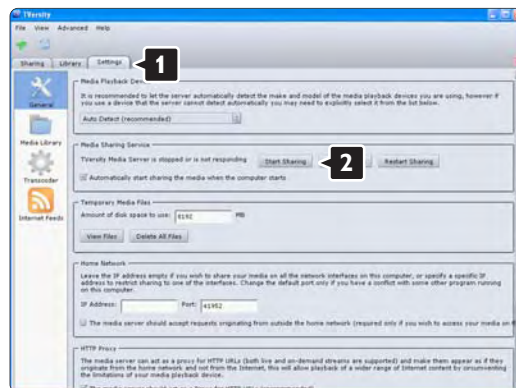 TVersity
File View Advanced Help
Sharing Library Settings
1
General
Media Library
Transcoder
Internet Feeds
Media Playback
It is recommended to let the server automatically detect the make and model of the media playback devices you are using, however if
you use a device that the server cannot detect automatically you may need to explicitly select it from the list below.
Auto Detect (recommended)
Media Sharing Service
TVersity Media Server is stopped or is not responding Start Sharing 2 Restart Sharing
Automatically start sharing the media when the computer starts
Temporary Media Files
Amount of disk space to use: 8192 MB
View Files Delete All Files
Home Network
Leave the IP address empty if you wish to share your media on all the network interfaces on this computer, or specify a specific IP
address to restrict sharing to one of the interfaces. Change the default port only if you have a conflict with some other program running
on this computer.
IP Address: Port: 41952
The media server should accept requests originating from outside the home network (required only if you wish to access your media on
HTTP Proxy
The media server can act as a proxy for HTTP URLs (both live and on-demand streams are supported) and make them appear as if they
originate from the home network and not from the Internet, this will allow playback of a wider range of Internet content by circumventing
the limitations of your media playback device.